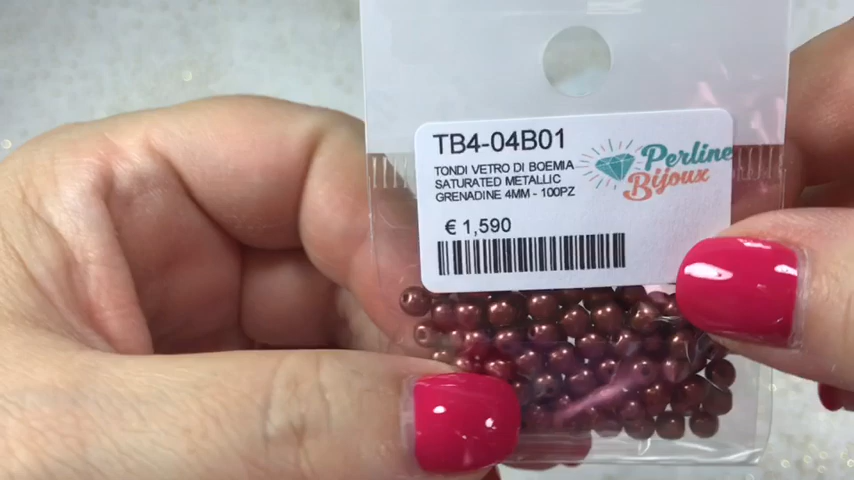 TB4-04B01
TONDI VETRO DI BOEMIA
SATURATED METALLIC
GRENADINE 4MM - 100PZ
Perline
Bijoux
€ 1,590